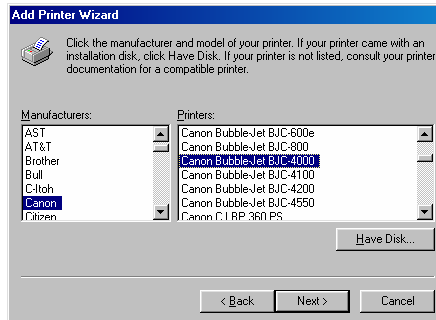 Add Printer Wizard
Click the manufacturer and model of your printer. If your printer came with an
installation disk, click Have Disk. If your printer is not listed, consult your printer
documentation for a compatible printer.
Manufacturers:
AST
AT&T
Brother
Bull
C-Itoh
Canon
Citizen
Printers:
Canon Bubble-Jet BJC-600e
Canon Bubble-Jet BJC-800
Canon Bubble-Jet BJC-4000
Canon Bubble-Jet BJC-4100
Canon Bubble-Jet BJC-4200
Canon Bubble-Jet BJC-4550
Canon C LBP 360 PS
Have Disk...
< Back
Next >
Cancel